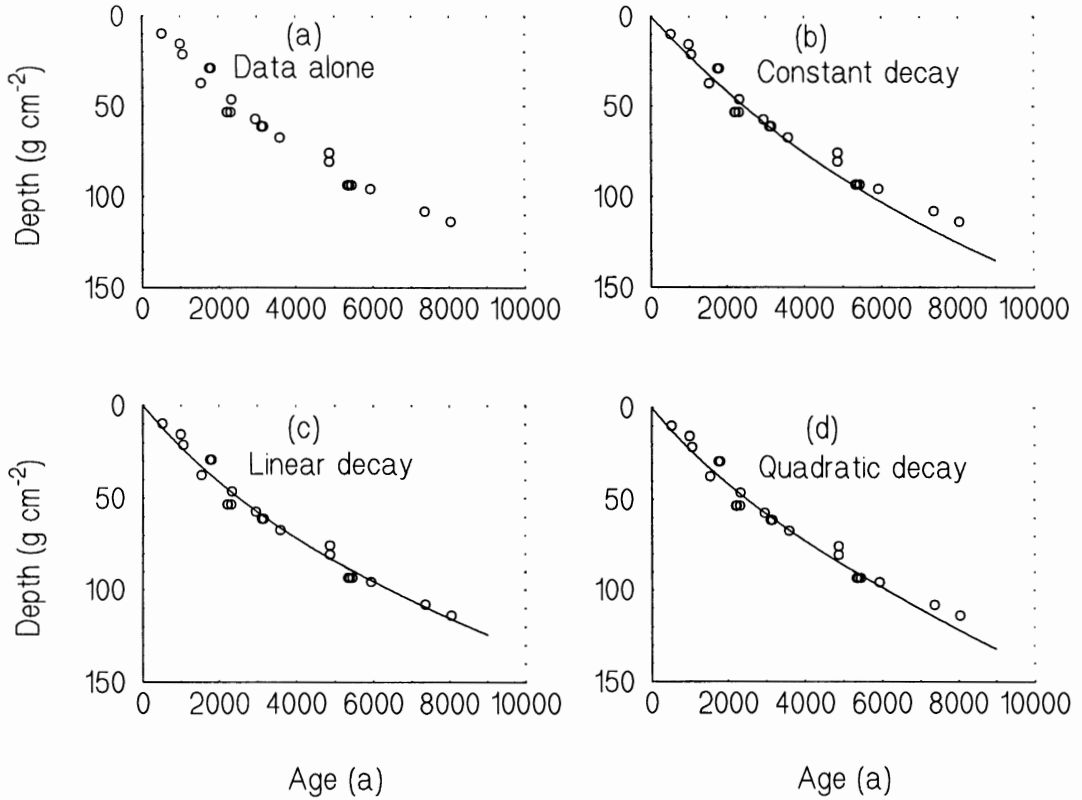 (a)
Data alone
Depth (g cm⁻²)
0
50
100
150
0 2000 4000 6000 8000 10000
(b)
Constant decay
0
50
100
150
0 2000 4000 6000 8000 10000
(c)
Linear decay
Depth (g cm⁻²)
0
50
100
150
0 2000 4000 6000 8000 10000
Age (a)
(d)
Quadratic decay
0
50
100
150
0 2000 4000 6000 8000 10000
Age (a)